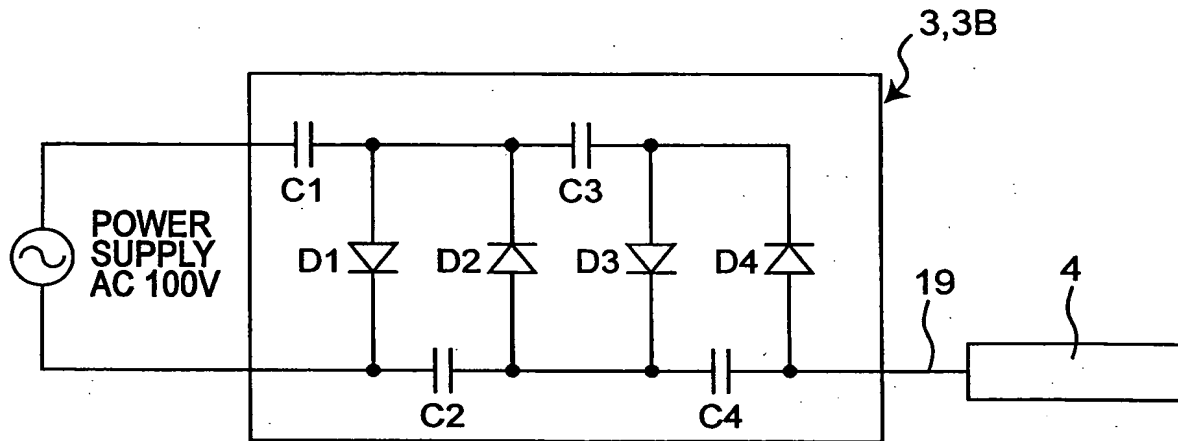 3,3B
C1
C3
POWER
SUPPLY
AC 100V
D1
D2
D3
D4
19
4
C2
C4